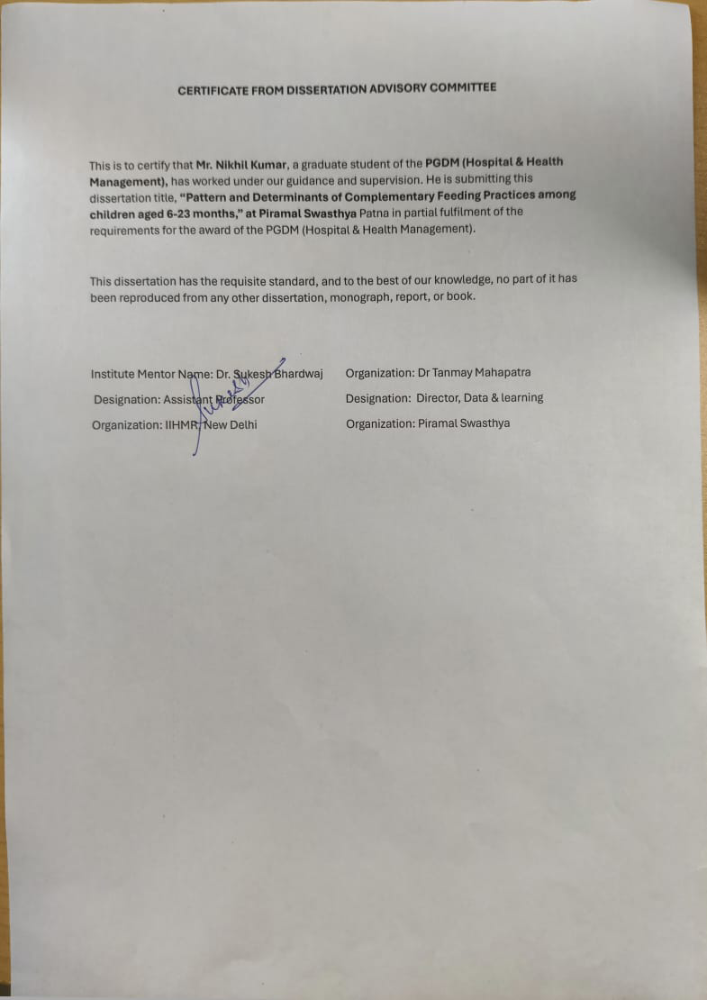 CERTIFICATE FROM DISSERTATION ADVISORY COMMITTEE
This is to certify that Mr. Nikhil Kumar, a graduate student of the PGDM (Hospital & Health
Management), has worked under our guidance and supervision. He is submitting this
dissertation title, “Pattern and Determinants of Complementary Feeding Practices among
children aged 6-23 months,” at Piramal Swasthya Patna in partial fulfilment of the
requirements for the award of the PGDM (Hospital & Health Management).
This dissertation has the requisite standard, and to the best of our knowledge, no part of it has
been reproduced from any other dissertation, monograph, report, or book.
Institute Mentor Name: Dr. Sukesh Bhardwaj
Designation: Assistant Professor
Organization: IIHMR, New Delhi
Sukesh
Organization: Dr Tanmay Mahapatra
Designation: Director, Data & learning
Organization: Piramal Swasthya